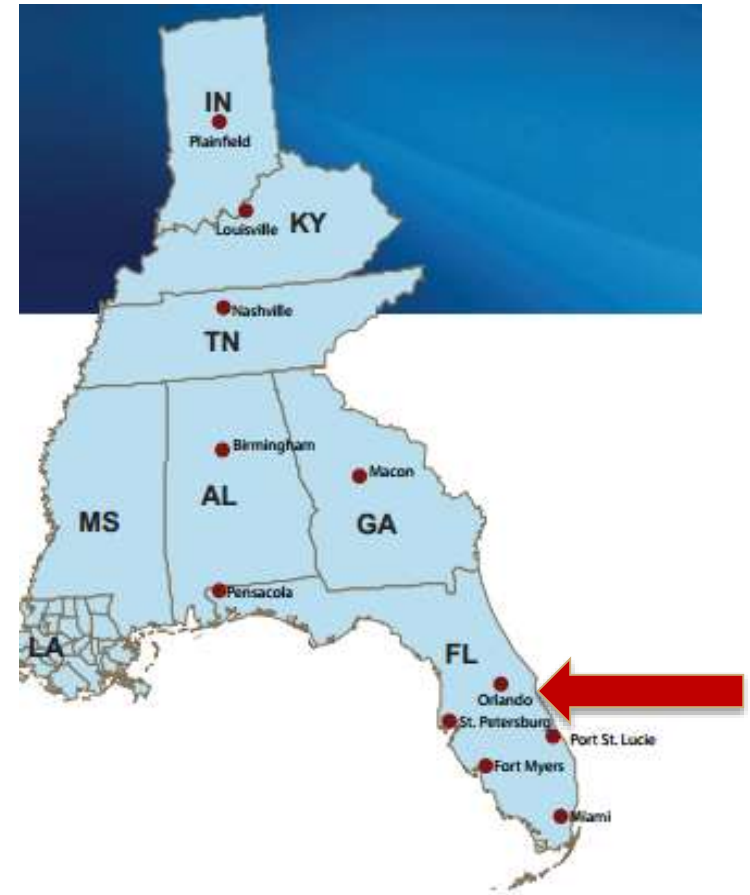 IN
Plainfield
Louisville
KY
Nashville
TN
Birmingham
Macon
AL
MS
GA
Pensacola
LA
FL
Orlando
St. Petersburg
Port St. Lucie
Fort Myers
Miami